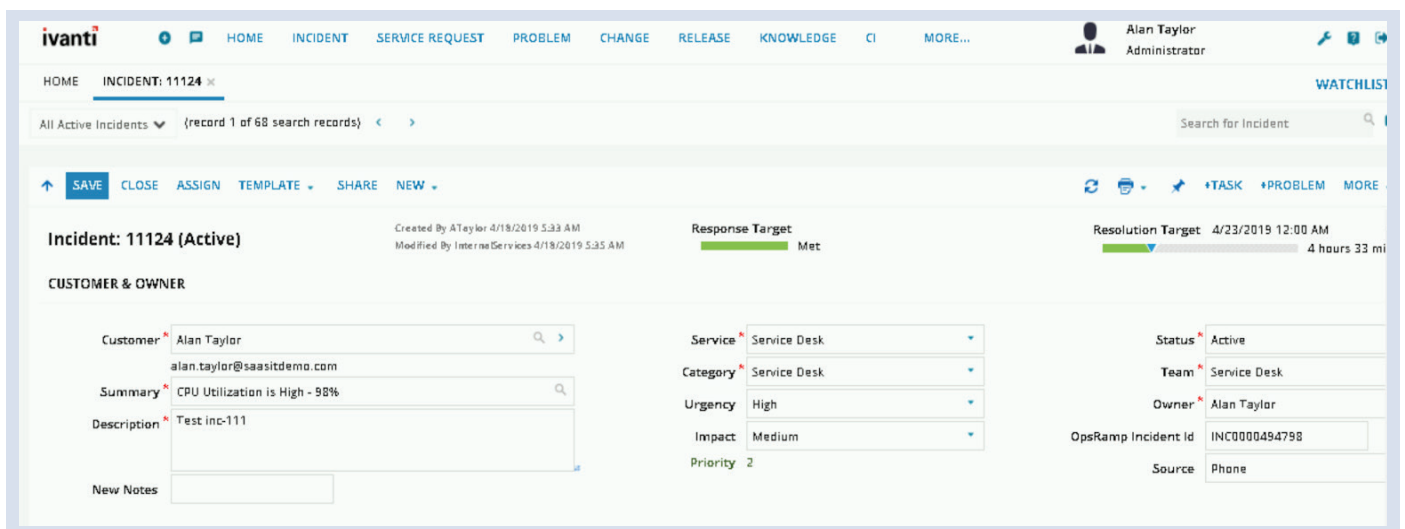 ivanti HOME INCIDENT SERVICE REQUEST PROBLEM CHANGE RELEASE KNOWLEDGE CI MORE... Alan Taylor
Administrator
HOME INCIDENT: 11124 × WATCHLIST
All Active Incidents (record 1 of 68 search records) < > Search for Incident
SAVE CLOSE ASSIGN TEMPLATE SHARE NEW +TASK +PROBLEM MORE
Incident: 11124 (Active)
Created By ATaylor 4/18/2019 5:33 AM
Modified By InternalServices 4/18/2019 5:35 AM
Response Target
Met
Resolution Target 4/23/2019 12:00 AM
4 hours 33 mi
CUSTOMER & OWNER
Customer * Alan Taylor
alan.taylor@saasitdemo.com
Summary * CPU Utilization is High - 98%
Description * Test inc-111
New Notes
Service * Service Desk
Category * Service Desk
Urgency High
Impact Medium
Priority 2
Status * Active
Team * Service Desk
Owner * Alan Taylor
OpsRamp Incident Id INC0000494798
Source Phone